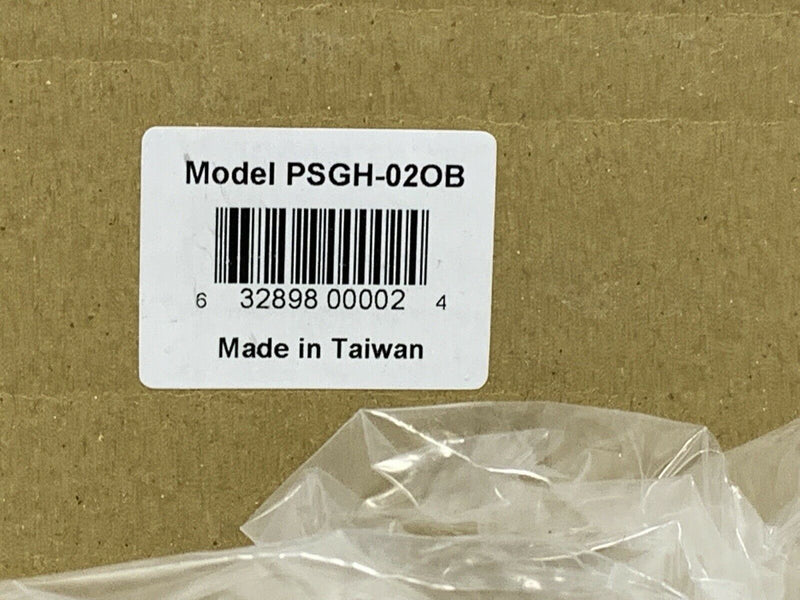 Model PSGH-02OB
6 32898 00002 4
Made in Taiwan